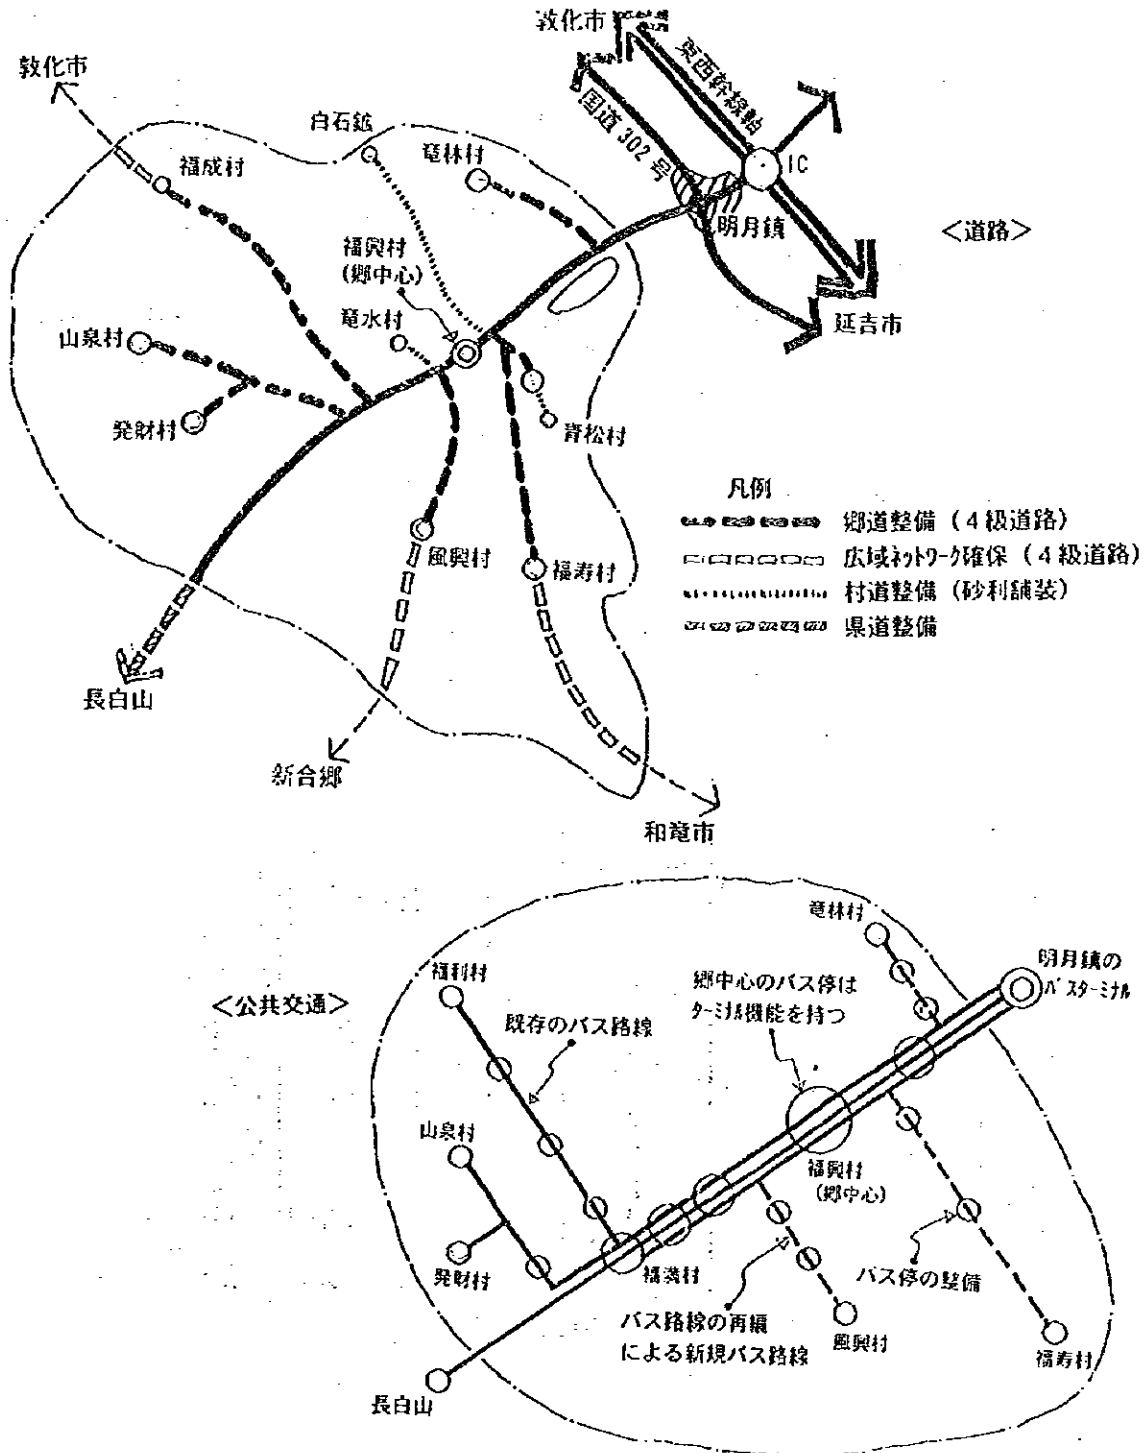 敦化市
敦化市
東西幹線軸
国道302号
IC
明月鎮
<道路>
延吉市
白石鉱
竜林村
福成村
福興村
(郷中心)
竜水村
山泉村
発財村
青松村
風興村
福寿村
長白山
新合郷
和竜市
凡例
郷道整備(4級道路)
広域ネットワーク確保(4級道路)
村道整備(砂利舗装)
県道整備
<公共交通>
竜林村
明月鎮の
バスターミナル
福利村
郷中心のバス停は
ターミナル機能を持つ
既存のバス路線
山泉村
福興村
(郷中心)
発財村
福満村
バス停の整備
バス路線の再編
による新規バス路線
風興村
福寿村
長白山